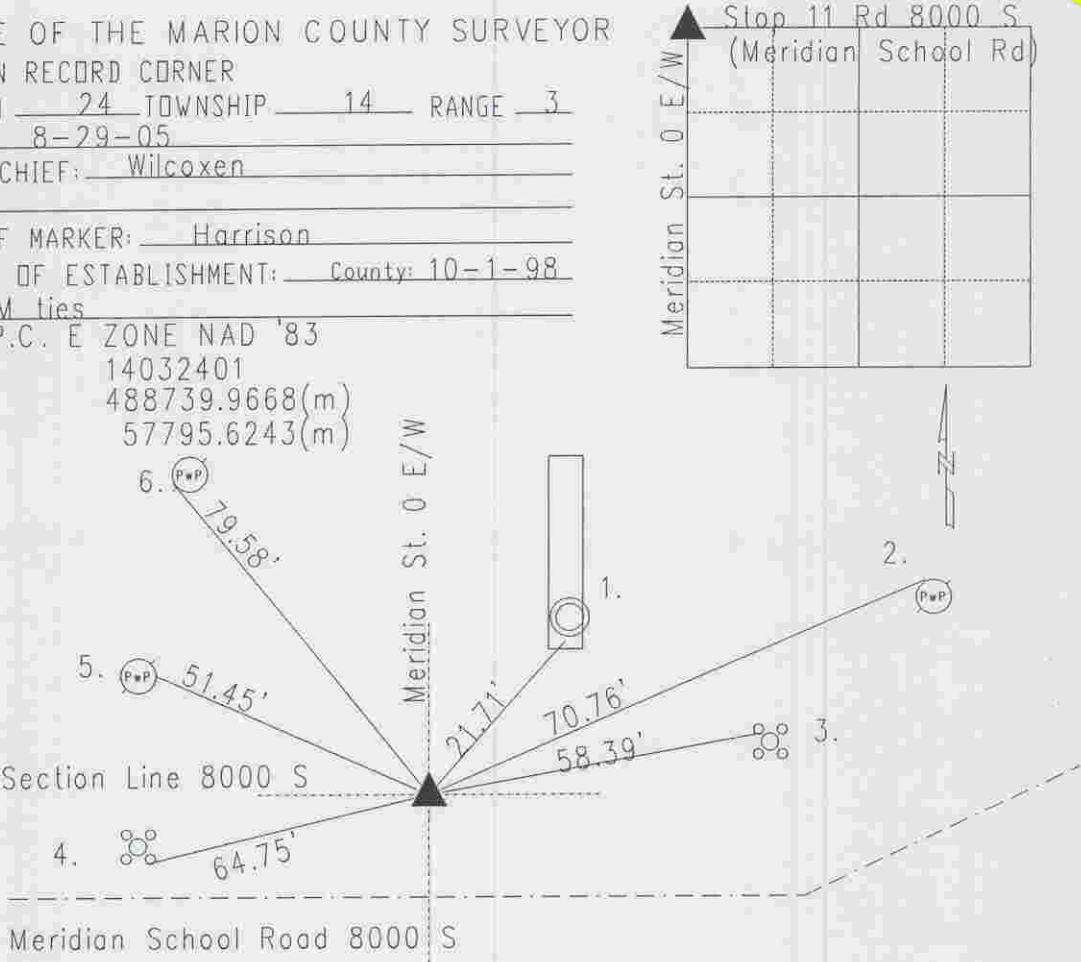 E OF THE MARION COUNTY SURVEYOR
N RECORD CORNER
24 TOWNSHIP 14 RANGE 3
8-29-05
CHIEF: Wilcoxen
F MARKER: Harrison
OF ESTABLISHMENT: County: 10-1-98
M ties
P.C. E ZONE NAD '83
14032401
488739.9668(m)
57795.6243(m)
Stop 11 Rd 8000 S
(Meridian School Rd)
Meridian St. 0 E/W
N
Meridian St. 0 E/W
6. PwP
79.58'
1.
2.
PwP
5. PwP 51.45'
21.71'
70.76'
58.39'
3.
Section Line 8000 S
4.
64.75'
Meridian School Road 8000 S